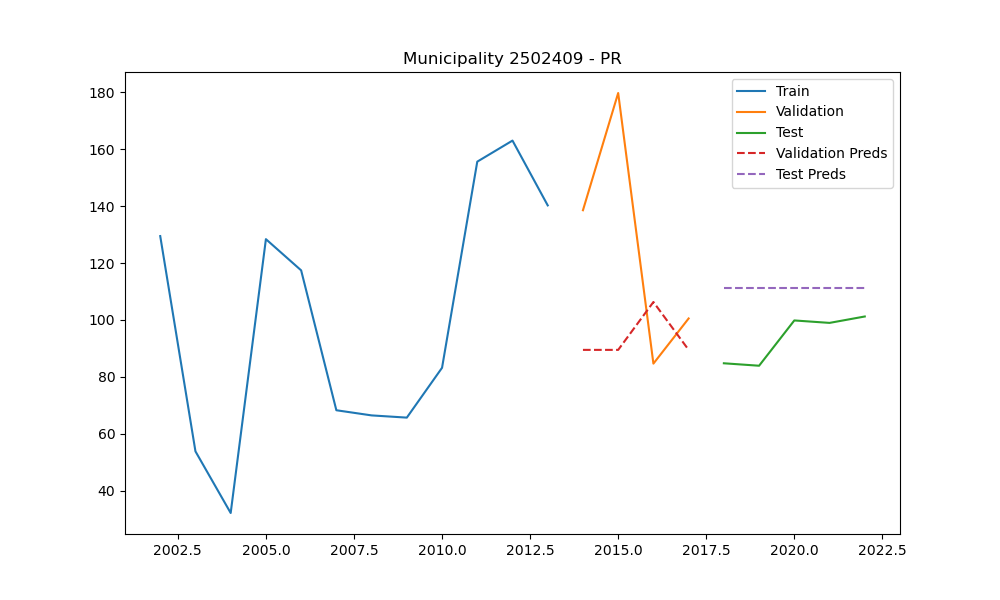 Municipality 2502409 - PR
180
160
140
120
100
80
60
40
2002.5 2005.0 2007.5 2010.0 2012.5 2015.0 2017.5 2020.0 2022.5
Train
Validation
Test
Validation Preds
Test Preds